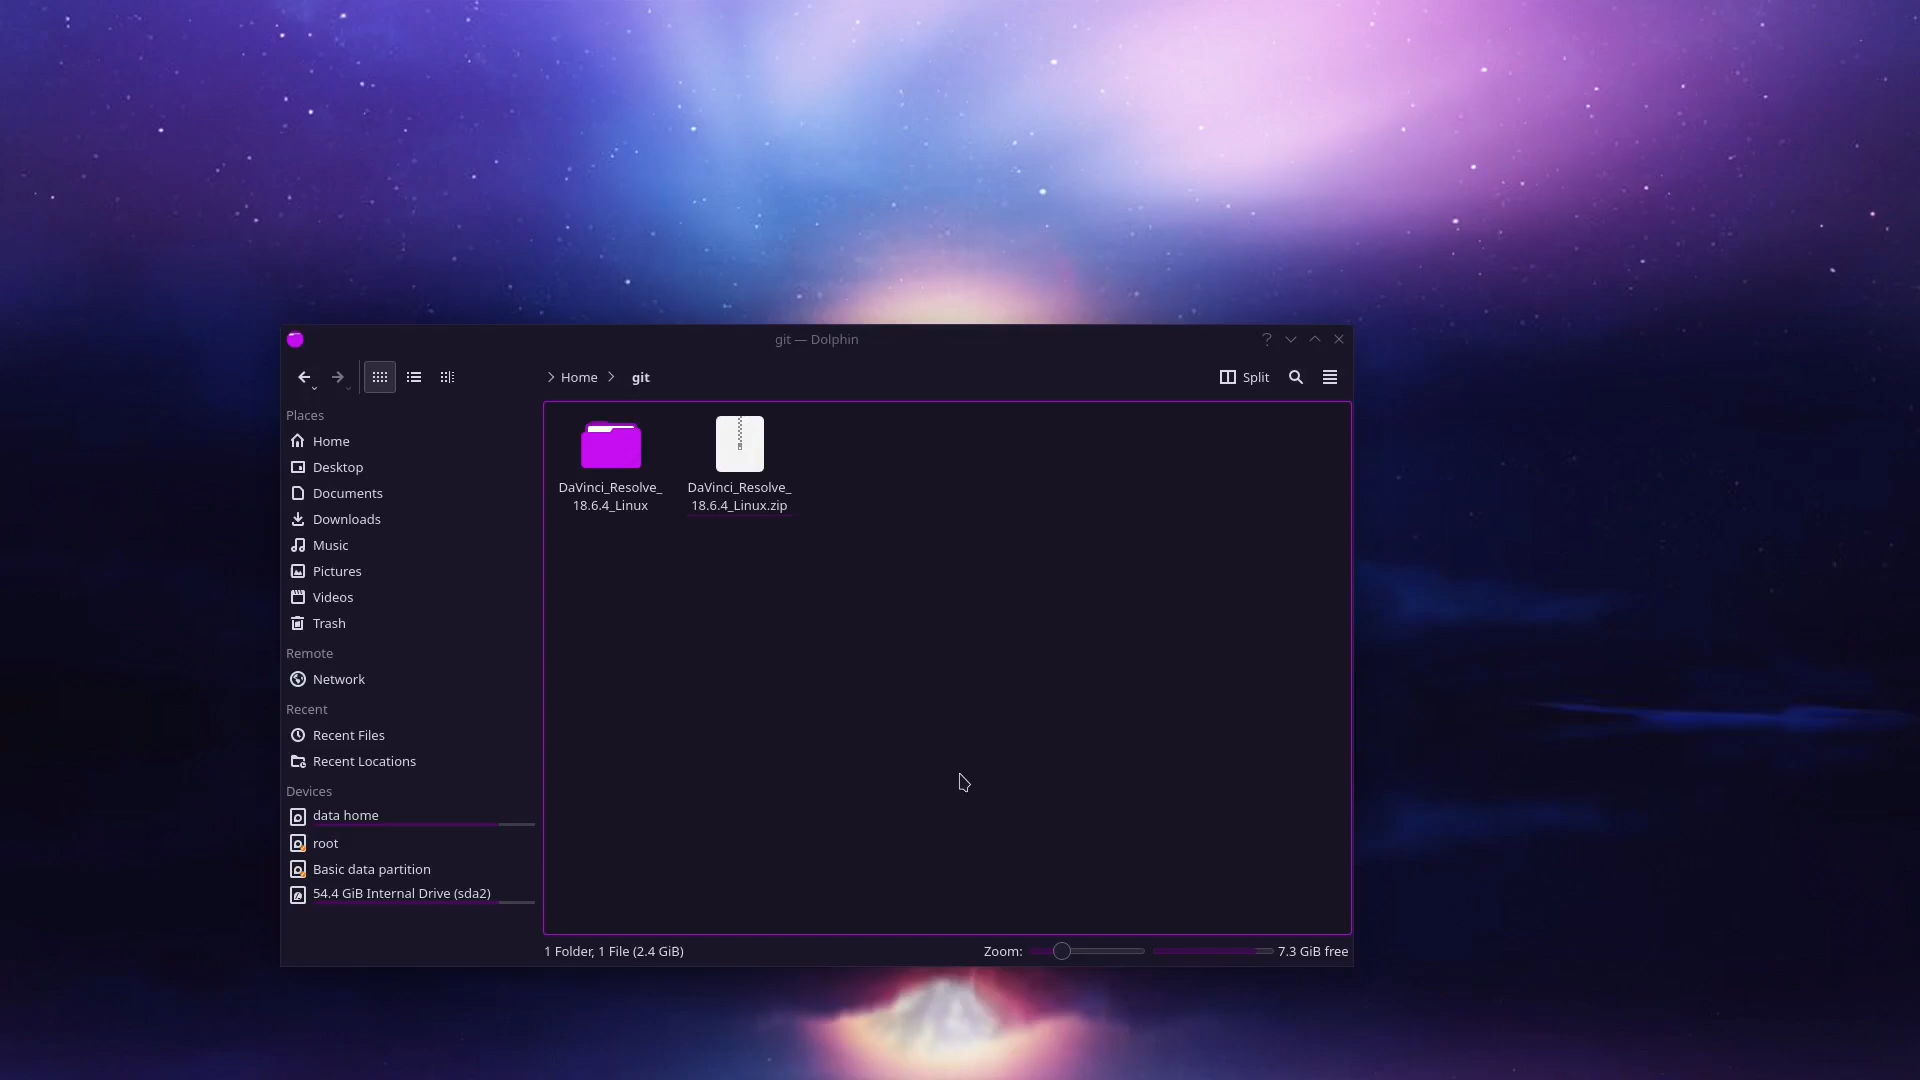 git — Dolphin
Home
git
Split
Places
Home
Desktop
Documents
Downloads
Music
Pictures
Videos
Trash
Remote
Network
Recent
Recent Files
Recent Locations
Devices
data home
root
Basic data partition
54.4 GiB Internal Drive (sda2)
DaVinci_Resolve_
18.6.4_Linux
DaVinci_Resolve_
18.6.4_Linux.zip
1 Folder, 1 File (2.4 GiB)
Zoom:
7.3 GiB free